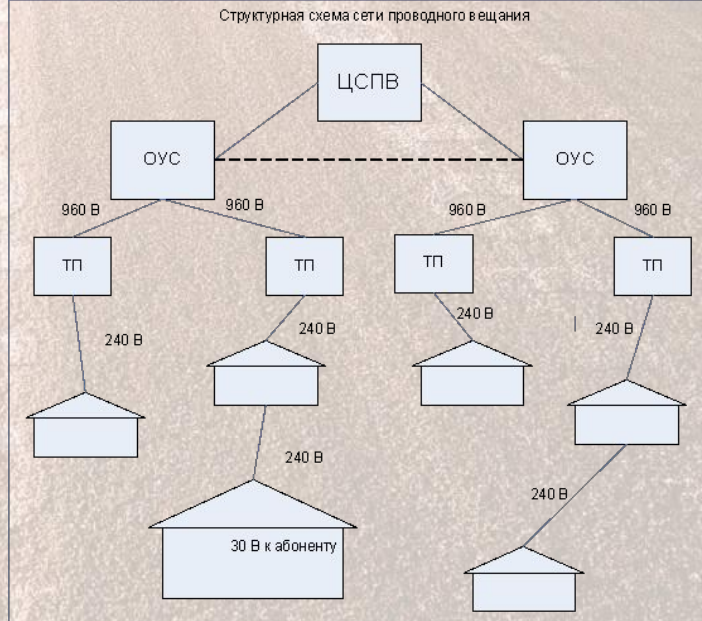 Структурная схема сети проводного вещания
ЦСПВ
ОУС
ОУС
960 В
960 В
960 В
960 В
ТП
ТП
ТП
ТП
240 В
240 В
240 В
240 В
240 В
240 В
30 В к абоненту